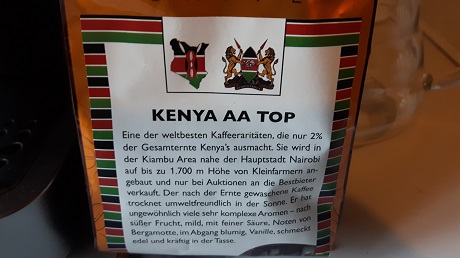 KENYA AA TOP
Eine der weltbesten Kaffeeraritäten, die nur 2%
der Gesamternte Kenya's ausmacht. Sie wird in
der Kiambu Area nahe der Hauptstadt Nairobi
auf bis zu 1.700 m Höhe von Kleinfarmern an-
gebaut und nur bei Auktionen an die Bestbieter
verkauft. Der nach der Ernte gewaschene Kaffee
trocknet umweltfreundlich in der Sonne. Er hat
ungewöhnlich viele sehr komplexe Aromen – nach
süßer Frucht, mild, mit feiner Säure, Noten von
Bergamotte, im Abgang blumig, Vanille, schmeckt
edel und kräftig in der Tasse.